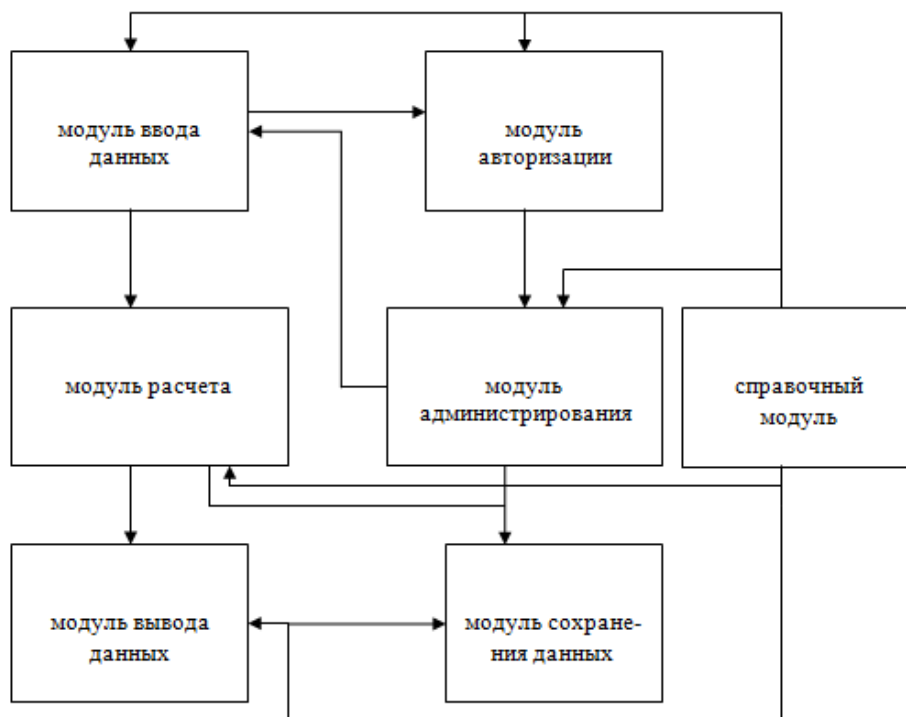 модуль ввода
данных
модуль
авторизации
модуль расчета
модуль
администрирования
справочный
модуль
модуль вывода
данных
модуль сохране-
ния данных